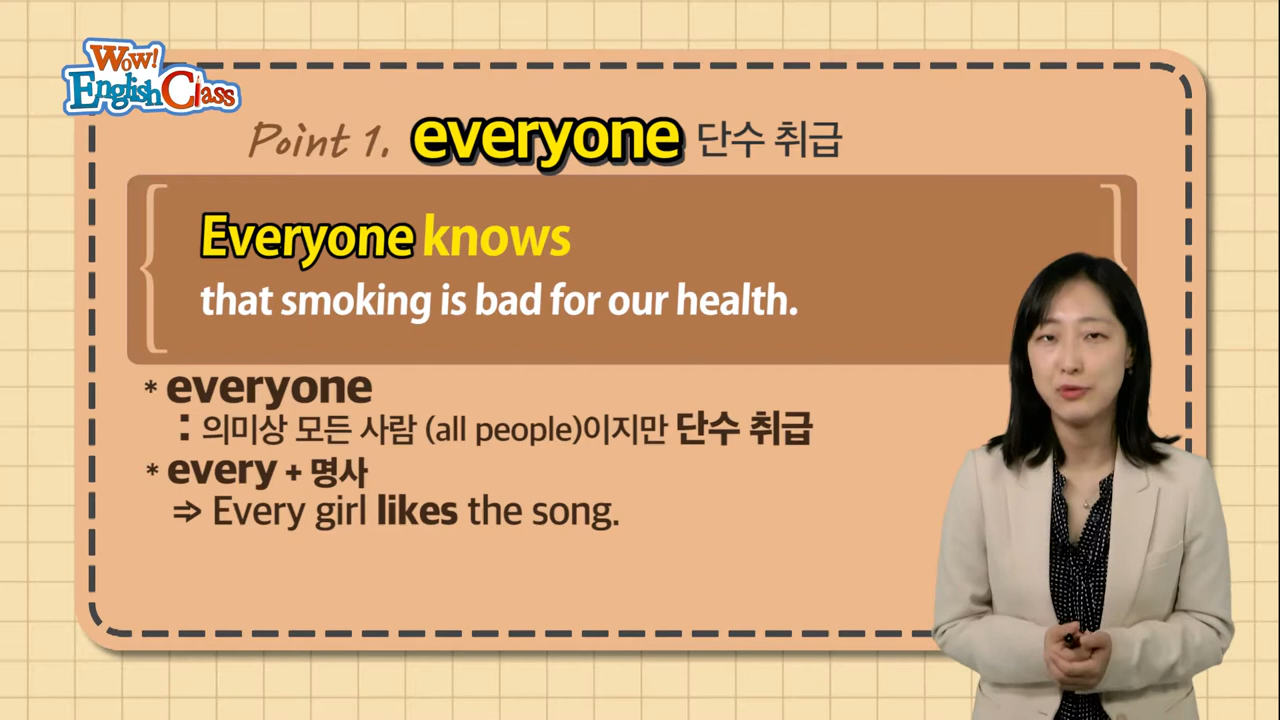 Wow!
English Class
Point 1. everyone 단수 취급
Everyone knows
that smoking is bad for our health.
* everyone
: 의미상 모든 사람 (all people)이지만 단수 취급
* every + 명사
⇒ Every girl likes the song.